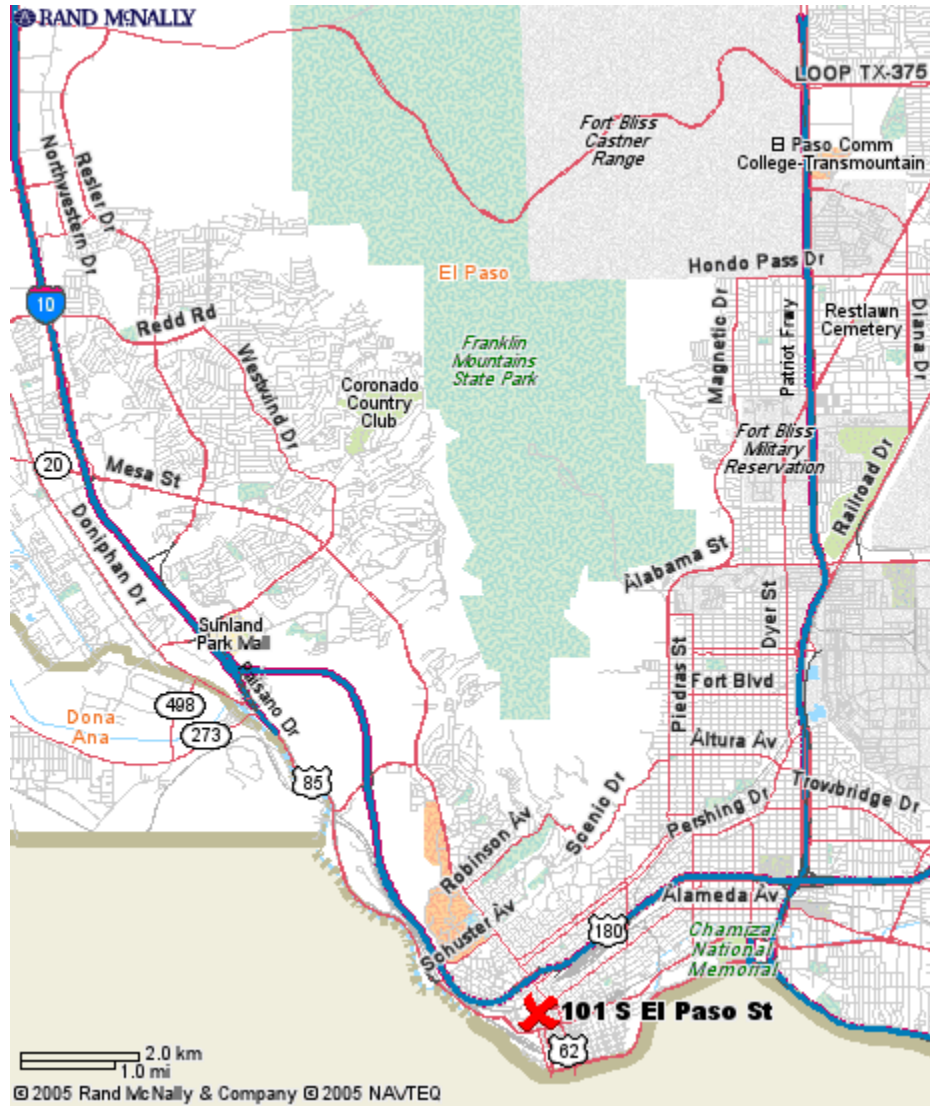 RAND McNALLY
LOOP TX-375
Fort Bliss
Castner
Range
El Paso Comm
College-Transmountain
Northwestern Dr
Resler Dr
Hondo Pass Dr
El Paso
10
Redd Rd
Magnetic Dr
Patriot Frwy
Restlawn
Cemetery
Diana Dr
Franklin
Mountains
State Park
Westwind Dr
Coronado
Country
Club
Fort Bliss
Military
Reservation
20
Mesa St
Railroad Dr
Doniphan Dr
Alabama St
Dyer St
Sunland
Park Mall
Piedras St
Paisano Dr
Fort Blvd
498
Dona
Ana
273
Altura Av
85
Scenic Dr
Trowbridge Dr
Pershing Dr
Robinson Av
Alameda Av
Schuster Av
180
Chamizal
National
Memorial
101 S El Paso St
62
2.0 km
1.0 mi
© 2005 Rand McNally & Company © 2005 NAVTEQ